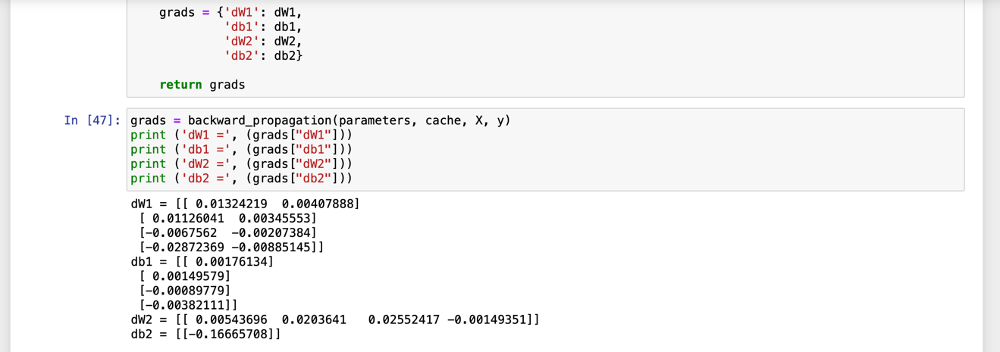 grads = {'dW1': dW1,
'db1': db1,
'dW2': dW2,
'db2': db2}
return grads
In [47]: grads = backward_propagation(parameters, cache, X, y)
print ('dW1 =', (grads["dW1"]))
print ('db1 =', (grads["db1"]))
print ('dW2 =', (grads["dW2"]))
print ('db2 =', (grads["db2"]))
dW1 = [[ 0.01324219  0.00407888]
[ 0.01126041  0.00345553]
[-0.0067562  -0.00207384]
[-0.02872369 -0.00885145]]
db1 = [[ 0.00176134]
[ 0.00149579]
[-0.00089779]
[-0.00382111]]
dW2 = [[ 0.00543696  0.0203641   0.02552417 -0.00149351]]
db2 = [[-0.16665708]]